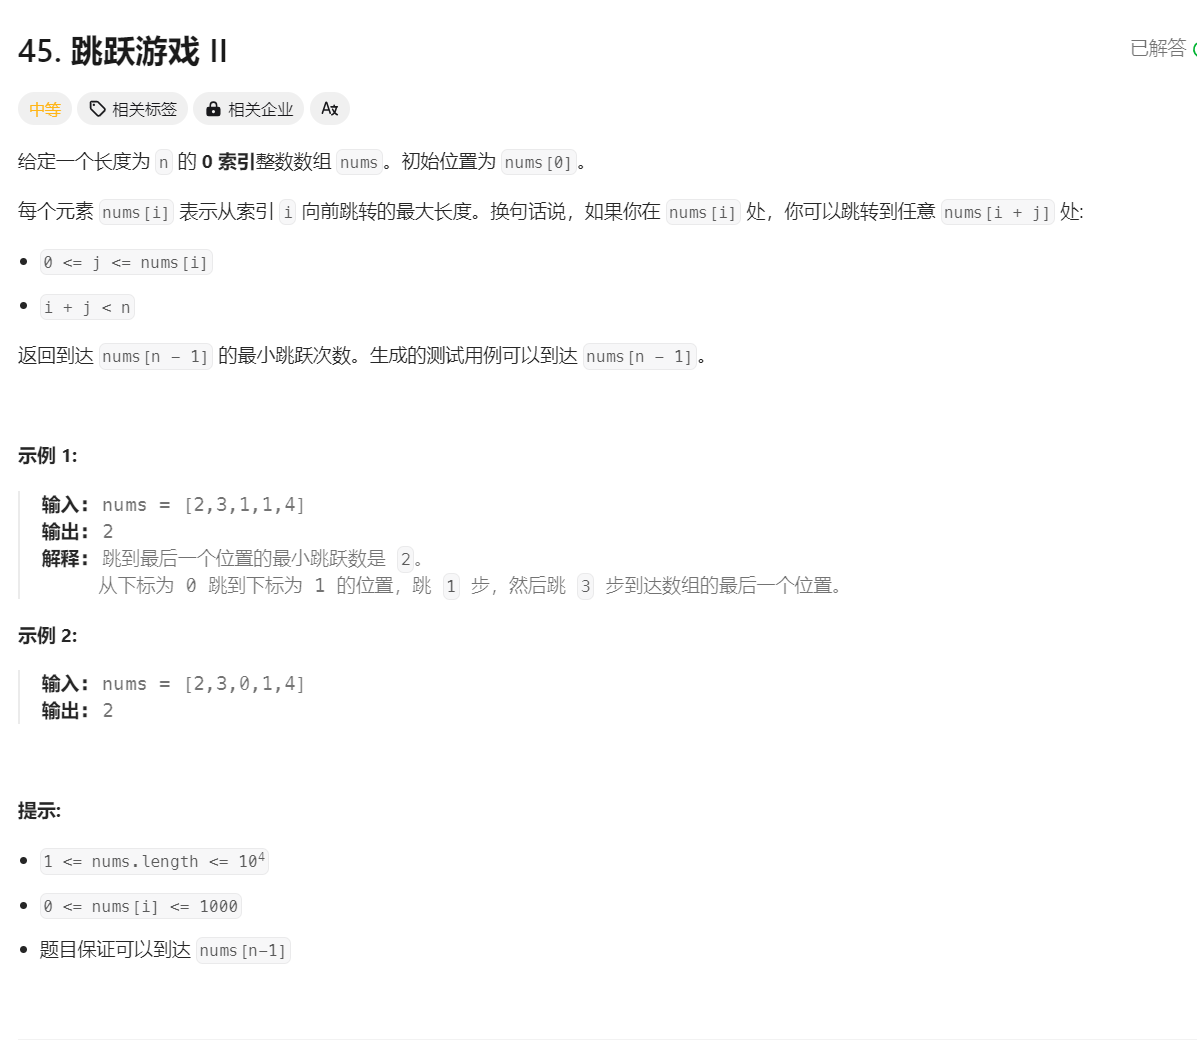 45. 跳跃游戏 II
已解答
中等 相关标签 相关企业 A文
给定一个长度为 n 的 0 索引整数数组 nums。初始位置为 nums[0]。
每个元素 nums[i] 表示从索引 i 向前跳转的最大长度。换句话说，如果你在 nums[i] 处，你可以跳转到任意 nums[i + j] 处:
• 0 <= j <= nums[i]
• i + j < n
返回到达 nums[n - 1] 的最小跳跃次数。生成的测试用例可以到达 nums[n - 1]。
示例 1:
输入: nums = [2,3,1,1,4]
输出: 2
解释: 跳到最后一个位置的最小跳跃数是 2。
从下标为 0 跳到下标为 1 的位置，跳 1 步，然后跳 3 步到达数组的最后一个位置。
示例 2:
输入: nums = [2,3,0,1,4]
输出: 2
提示:
• 1 <= nums.length <= 10⁴
• 0 <= nums[i] <= 1000
• 题目保证可以到达 nums[n-1]